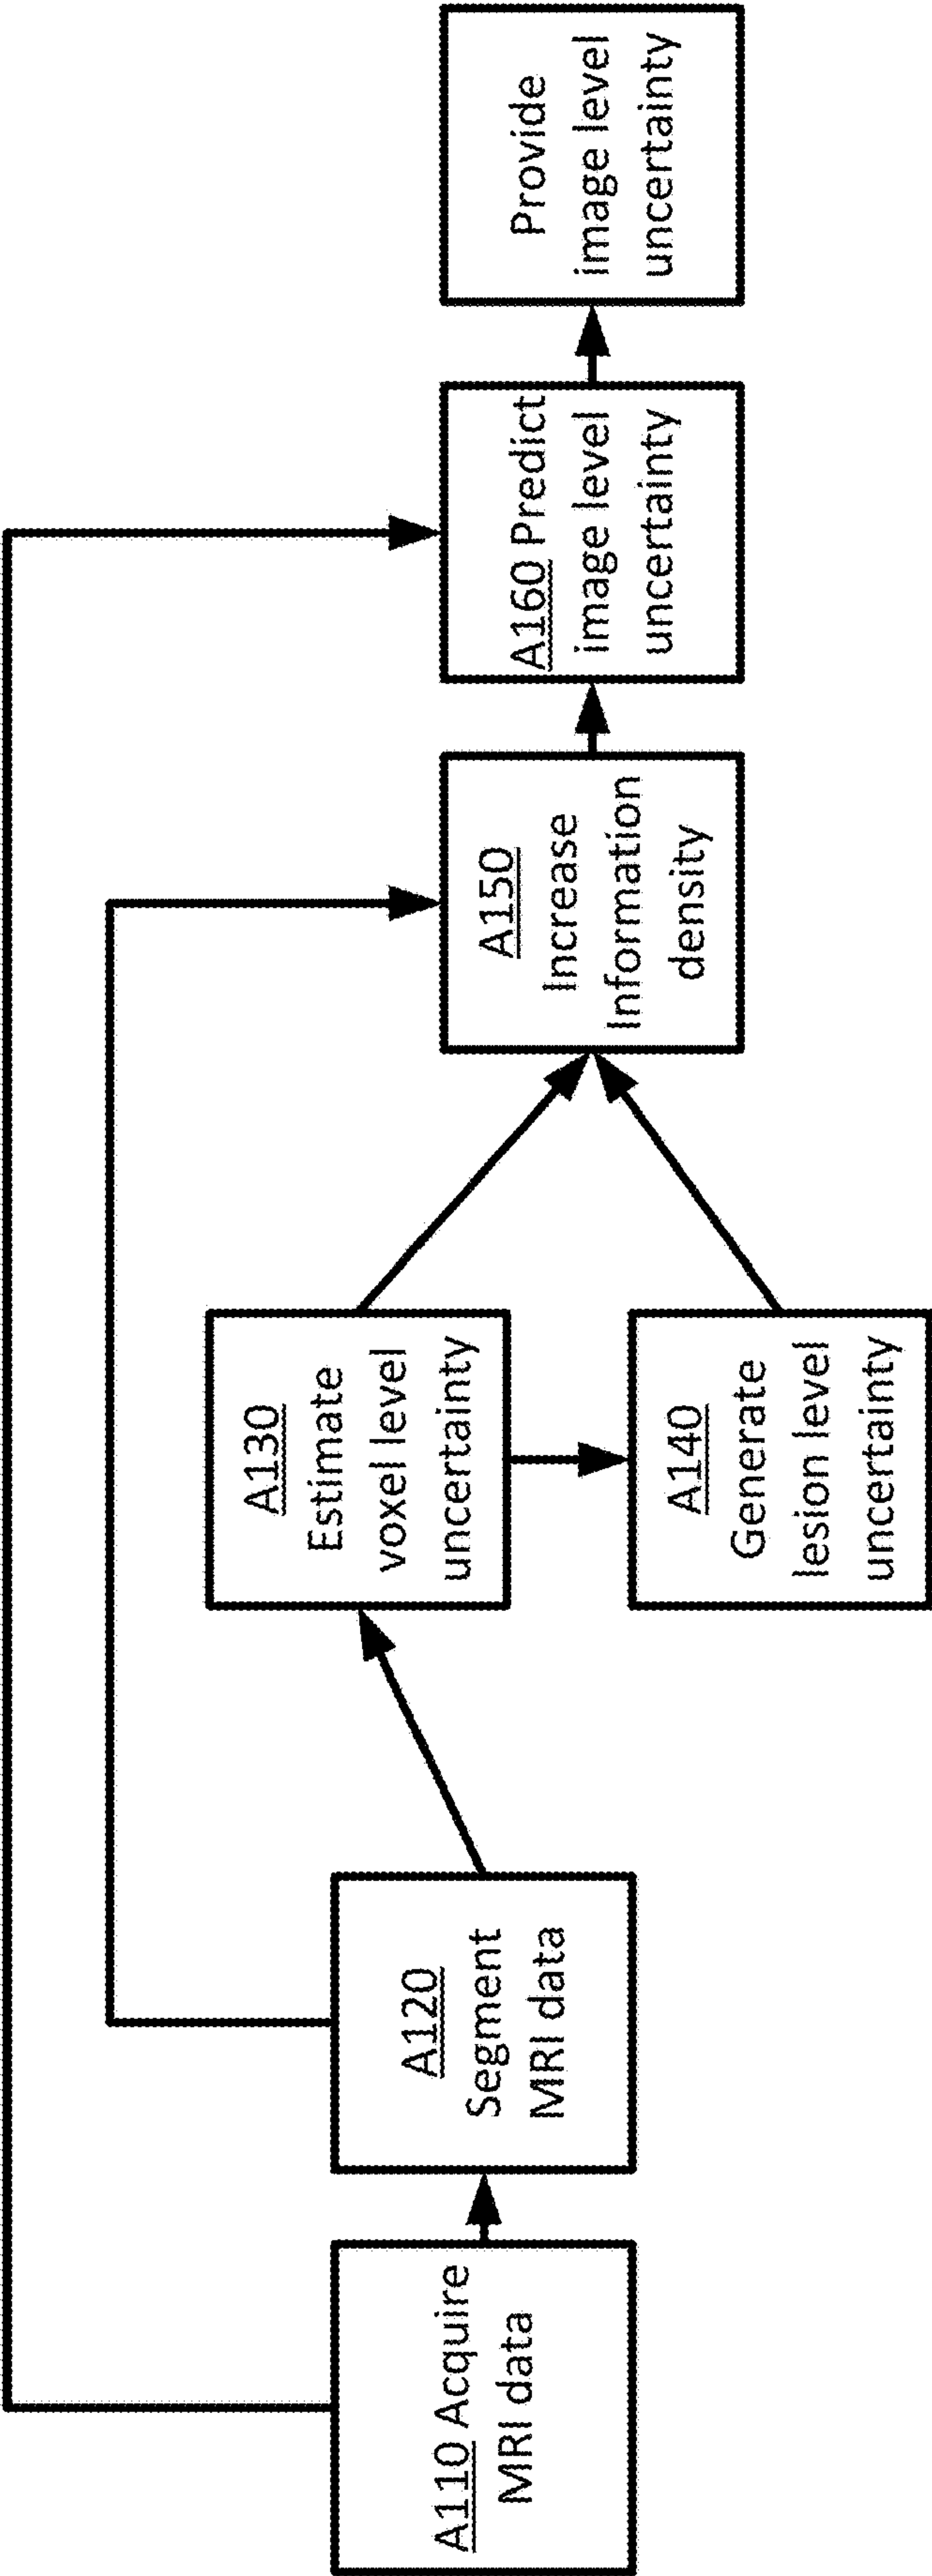 A110 Acquire
MRI data
A120
Segment
MRI data
A130
Estimate
voxel level
uncertainty
A140
Generate
lesion level
uncertainty
A150
Increase
Information
density
A160 Predict
image level
uncertainty
Provide
image level
uncertainty